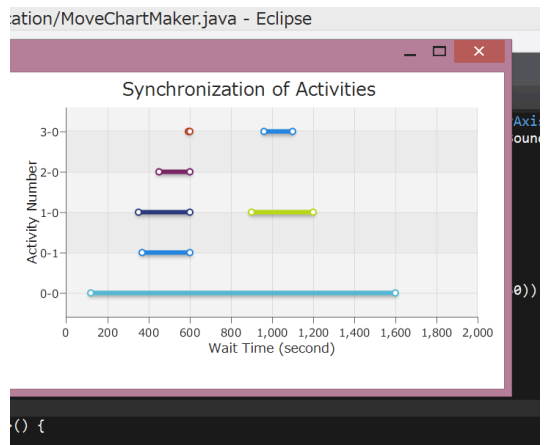 cation/MoveChartMaker.java - Eclipse
Synchronization of Activities
Axis
ound
Activity Number
3-0
2-0
1-0
0-1
0-0
0))
0 200 400 600 800 1,000 1,200 1,400 1,600 1,800 2,000
Wait Time (second)
() {